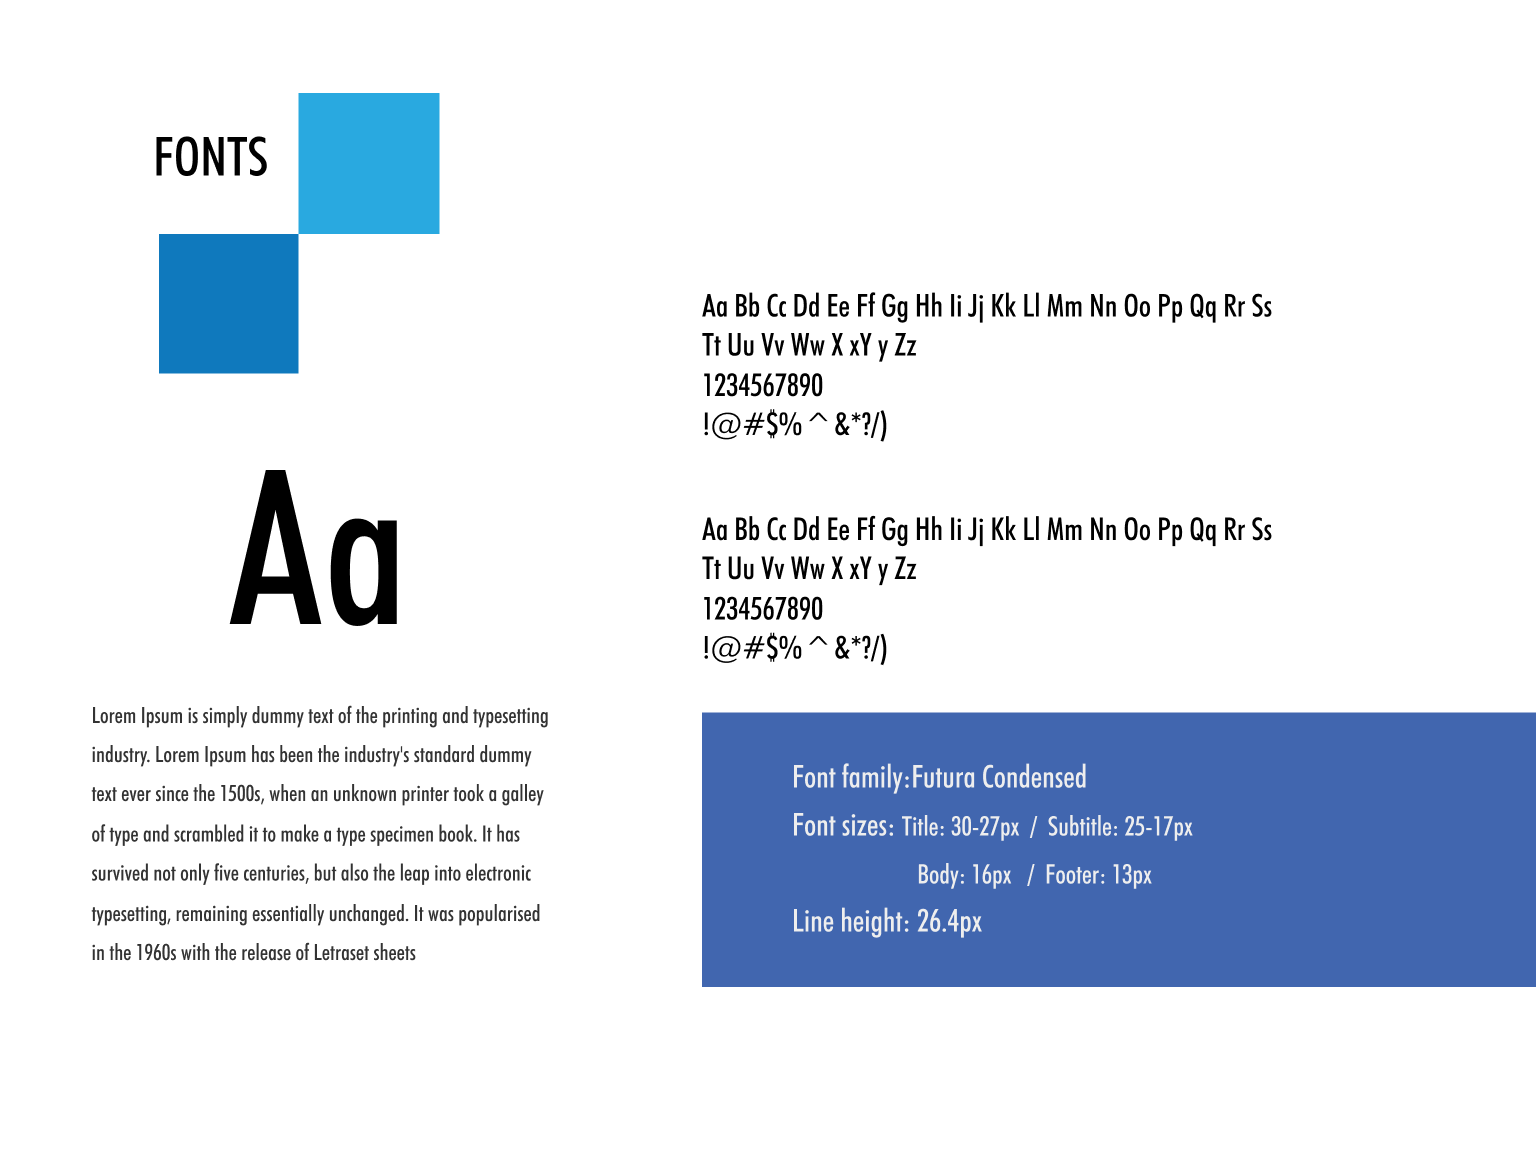 FONTS
Aa
Lorem Ipsum is simply dummy text of the printing and typesetting
industry. Lorem Ipsum has been the industry's standard dummy
text ever since the 1500s, when an unknown printer took a galley
of type and scrambled it to make a type specimen book. It has
survived not only five centuries, but also the leap into electronic
typesetting, remaining essentially unchanged. It was popularised
in the 1960s with the release of Letraset sheets
Aa Bb Cc Dd Ee Ff Gg Hh Ii Jj Kk Ll Mm Nn Oo Pp Qq Rr Ss
Tt Uu Vv Ww X xY y Zz
1234567890
!@#$% ^ &*?/)
Aa Bb Cc Dd Ee Ff Gg Hh Ii Jj Kk Ll Mm Nn Oo Pp Qq Rr Ss
Tt Uu Vv Ww X xY y Zz
1234567890
!@#$% ^ &*?/)
Font family:Futura Condensed
Font sizes: Title: 30-27px / Subtitle: 25-17px
Body: 16px / Footer: 13px
Line height: 26.4px